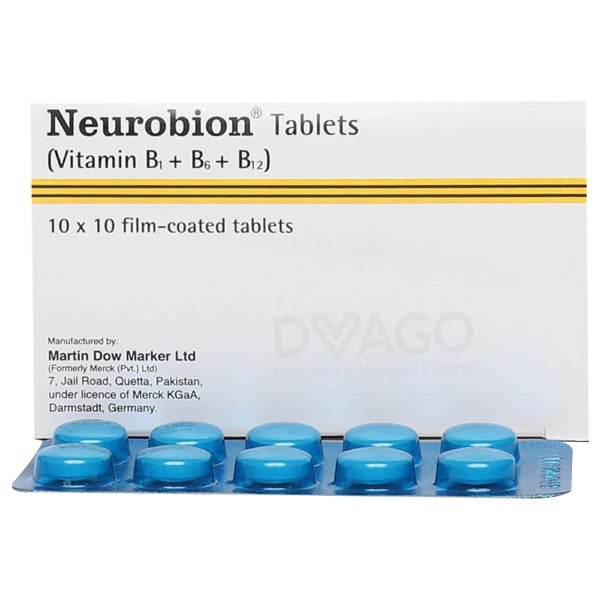 Neurobion® Tablets
(Vitamin B₁ + B₆ + B₁₂)
10 x 10 film-coated tablets
DVAGO
Pharmacy & Wellness Experts
Manufactured by:
Martin Dow Marker Ltd
(Formerly Merck (Pvt.) Ltd)
7, Jail Road, Quetta, Pakistan,
under licence of Merck KGaA,
Darmstadt, Germany.